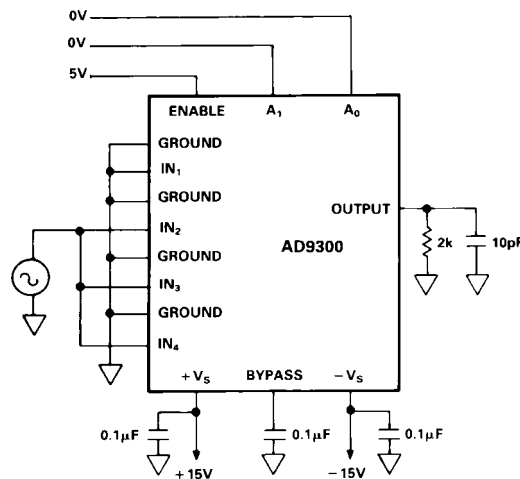 0V
0V
5V
ENABLE A₁ A₀
GROUND
IN₁
GROUND
IN₂
GROUND
IN₃
GROUND
IN₄
OUTPUT
AD9300
2k 10pF
+VS BYPASS −VS
0.1μF 0.1μF 0.1μF
+15V −15V